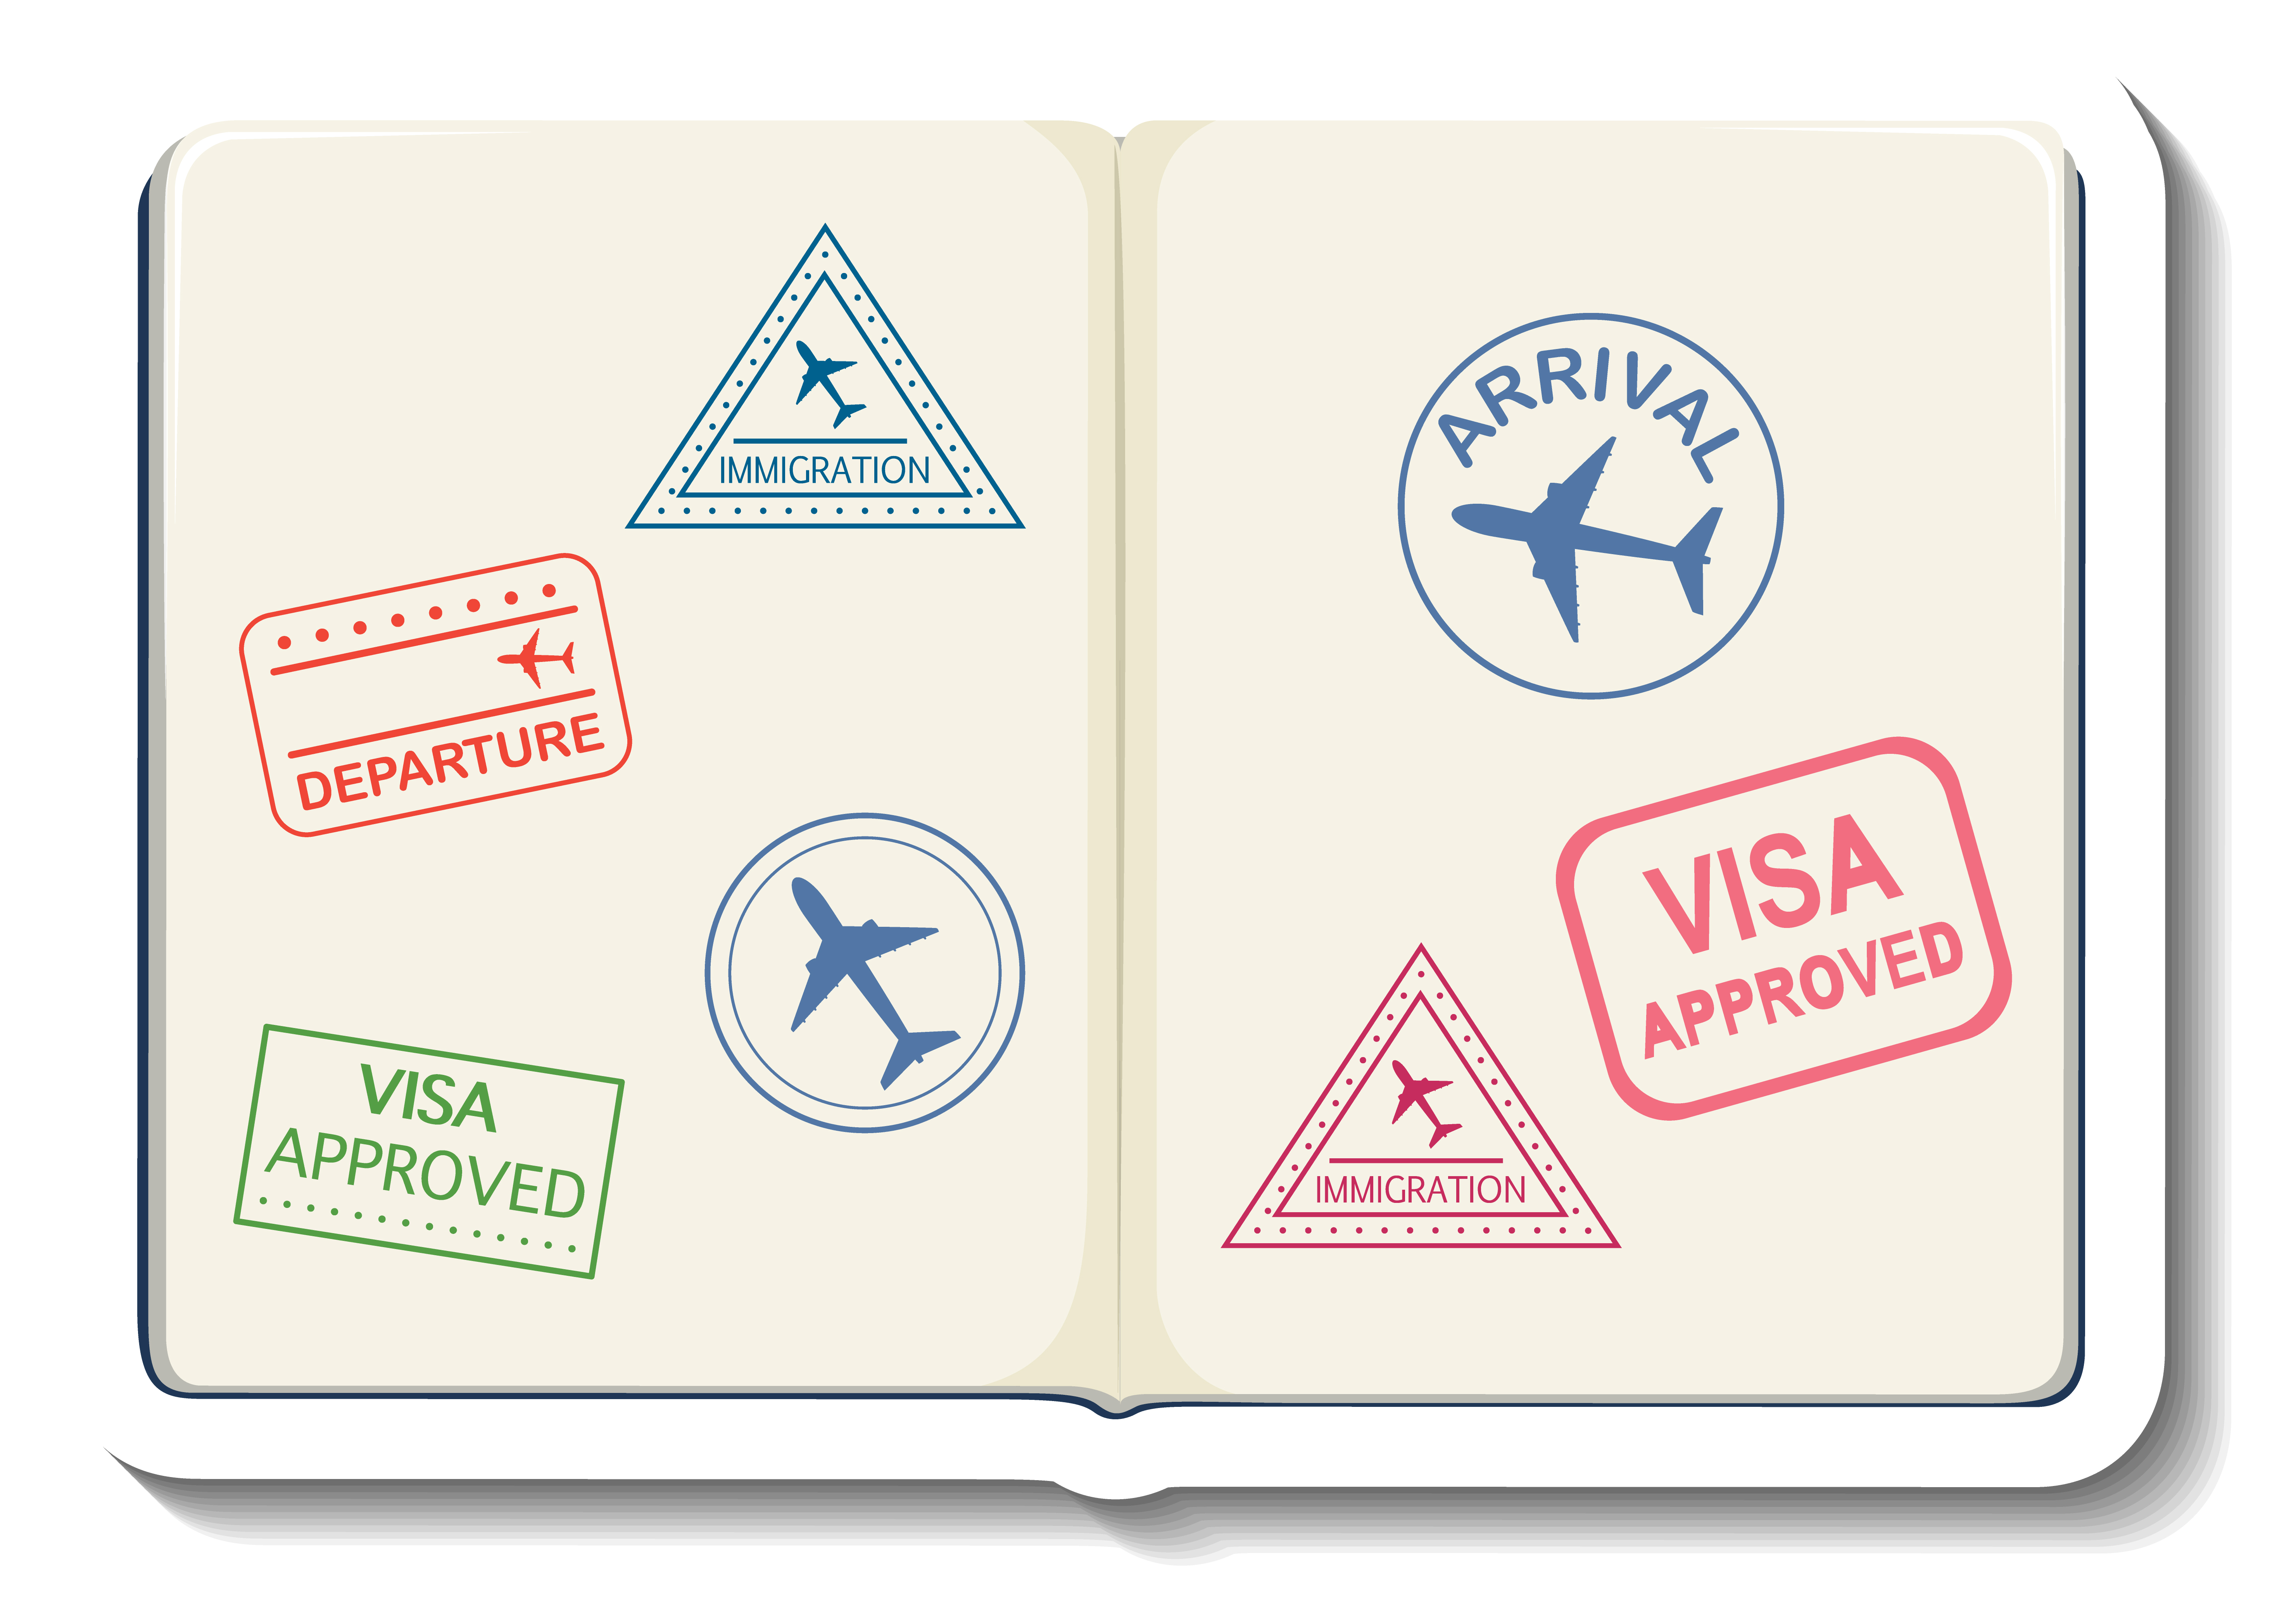 IMMIGRATION
DEPARTURE
VISA
APPROVED
ARRIVAL
VISA
APPROVED
IMMIGRATION